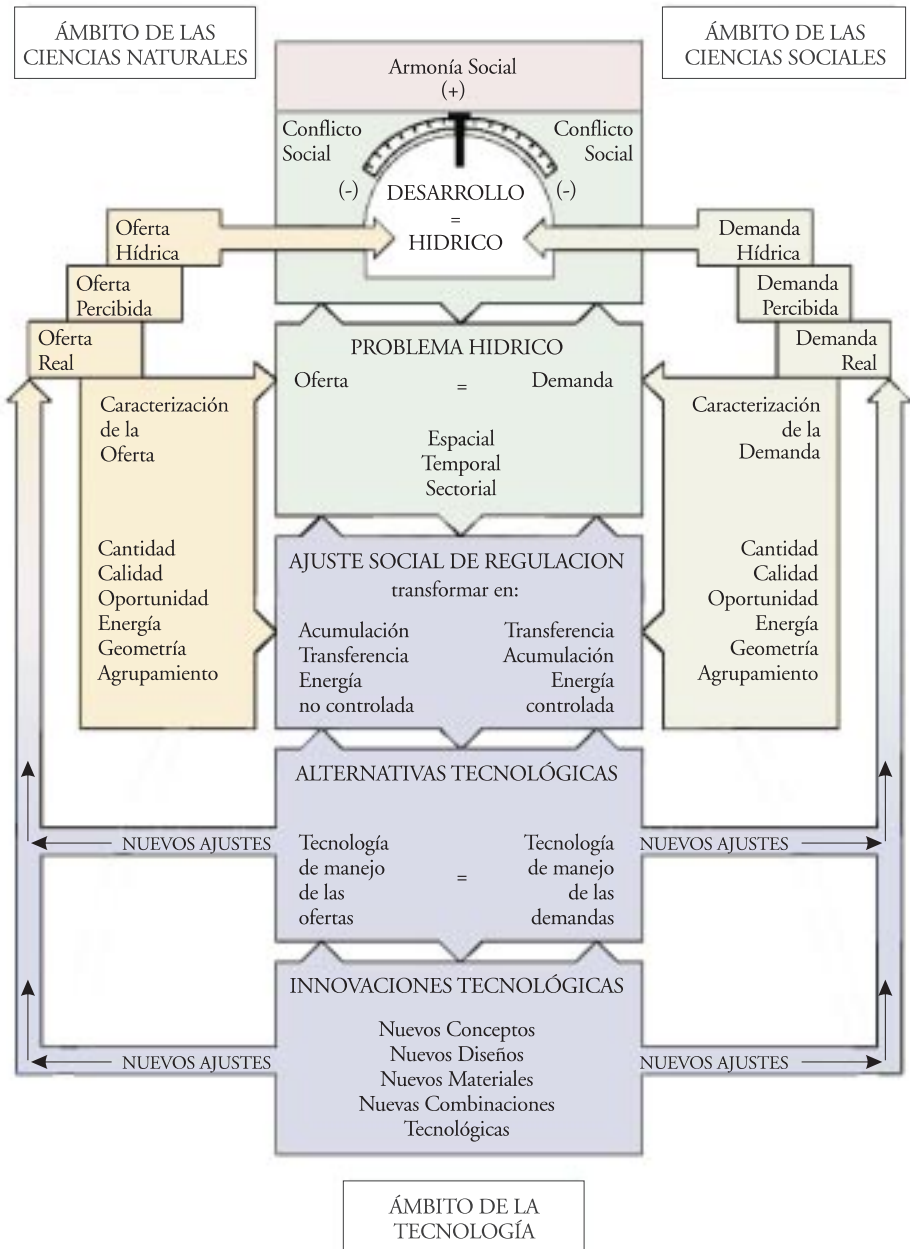 ÁMBITO DE LAS
CIENCIAS NATURALES
ÁMBITO DE LAS
CIENCIAS SOCIALES
Armonía Social
(+)
Conflicto
Social
(-)
Conflicto
Social
(-)
DESARROLLO
=
HIDRICO
Oferta
Hídrica
Oferta
Percibida
Oferta
Real
Demanda
Hídrica
Demanda
Percibida
Demanda
Real
PROBLEMA HIDRICO
Oferta = Demanda
Espacial
Temporal
Sectorial
Caracterización
de la
Oferta
Cantidad
Calidad
Oportunidad
Energía
Geometría
Agrupamiento
Caracterización
de la
Demanda
Cantidad
Calidad
Oportunidad
Energía
Geometría
Agrupamiento
AJUSTE SOCIAL DE REGULACION
transformar en:
Acumulación
Transferencia
Energía
no controlada
Transferencia
Acumulación
Energía
controlada
ALTERNATIVAS TECNOLÓGICAS
NUEVOS AJUSTES
Tecnología
de manejo
de las
ofertas
=
Tecnología
de manejo
de las
demandas
NUEVOS AJUSTES
INNOVACIONES TECNOLÓGICAS
Nuevos Conceptos
Nuevos Diseños
Nuevos Materiales
Nuevas Combinaciones
Tecnológicas
NUEVOS AJUSTES
NUEVOS AJUSTES
ÁMBITO DE LA
TECNOLOGÍA